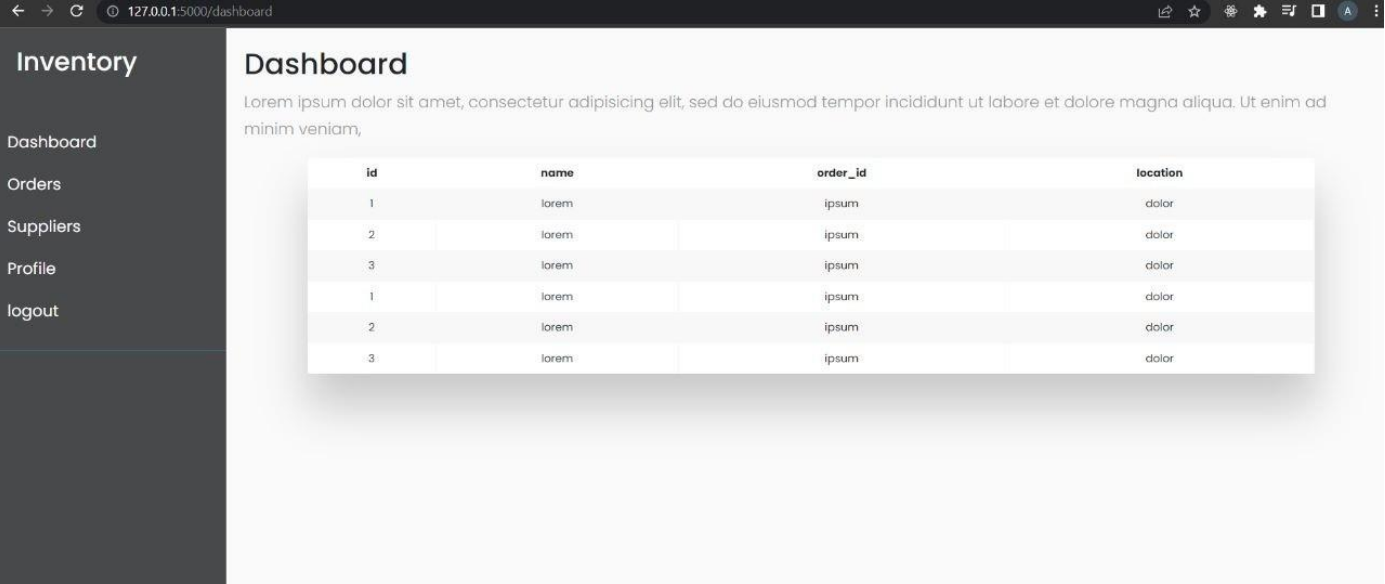 127.0.0.1:5000/dashboard
A
Inventory
Dashboard
Orders
Suppliers
Profile
logout
Dashboard
Lorem ipsum dolor sit amet, consectetur adipisicing elit, sed do eiusmod tempor incididunt ut labore et dolore magna aliqua. Ut enim ad
minim veniam,
id name order_id location
1 lorem ipsum dolor
2 lorem ipsum dolor
3 lorem ipsum dolor
1 lorem ipsum dolor
2 lorem ipsum dolor
3 lorem ipsum dolor